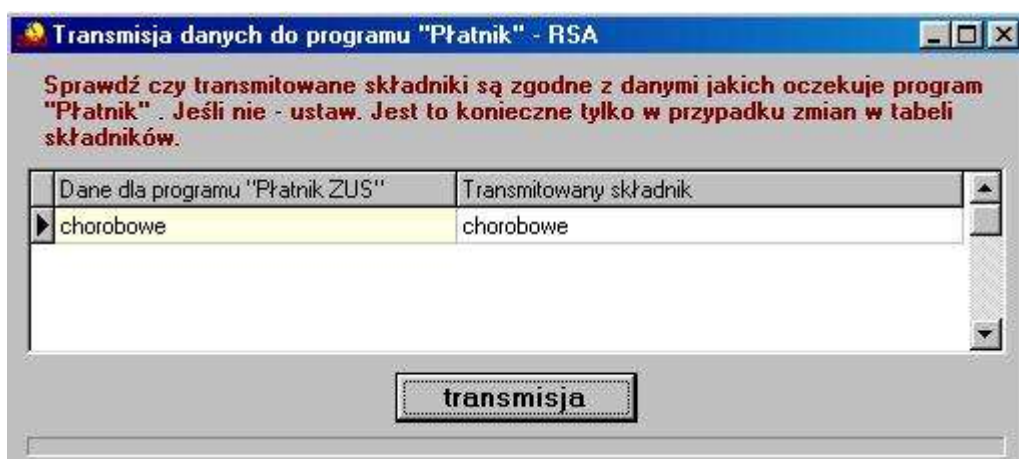 Transmisja danych do programu "Płatnik" - RSA
Sprawdź czy transmitowane składniki są zgodne z danymi jakich oczekuje program
"Płatnik" . Jeśli nie - ustaw. Jest to konieczne tylko w przypadku zmian w tabeli
składników.
Dane dla programu "Płatnik ZUS" Transmitowany składnik
chorobowe chorobowe
transmisja